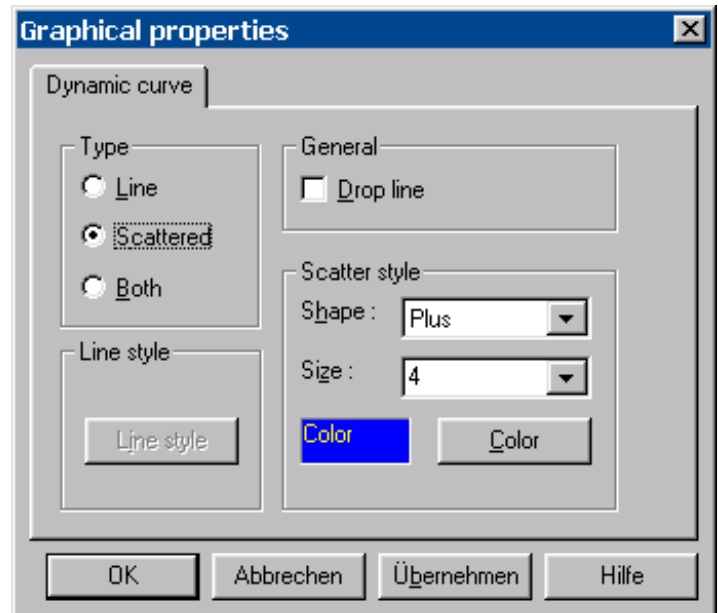 Graphical properties
Dynamic curve
Type
Line
Scattered
Both
General
Drop line
Line style
Line style
Scatter style
Shape : Plus
Size : 4
Color Color
OK Abbrechen Übernehmen Hilfe